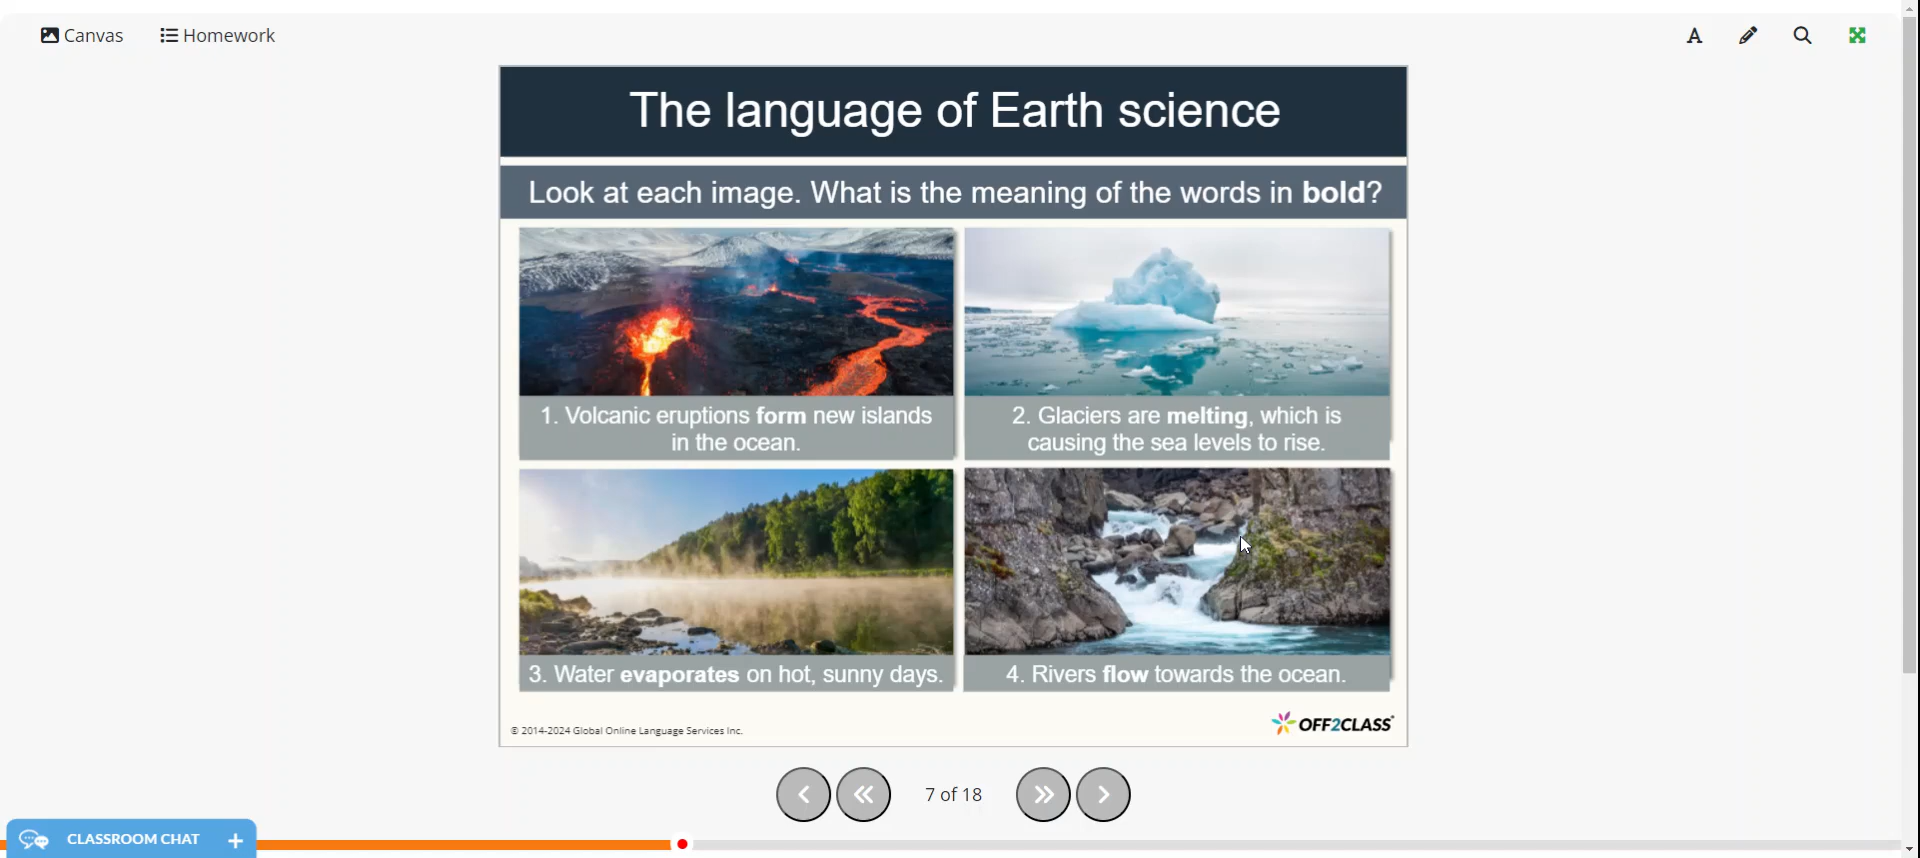 Canvas
Homework
The language of Earth science
Look at each image. What is the meaning of the words in bold?
1. Volcanic eruptions form new islands
in the ocean.
2. Glaciers are melting, which is
causing the sea levels to rise.
3. Water evaporates on hot, sunny days.
4. Rivers flow towards the ocean.
© 2014-2024 Global Online Language Services Inc.
OFF2CLASS®
7 of 18
CLASSROOM CHAT +